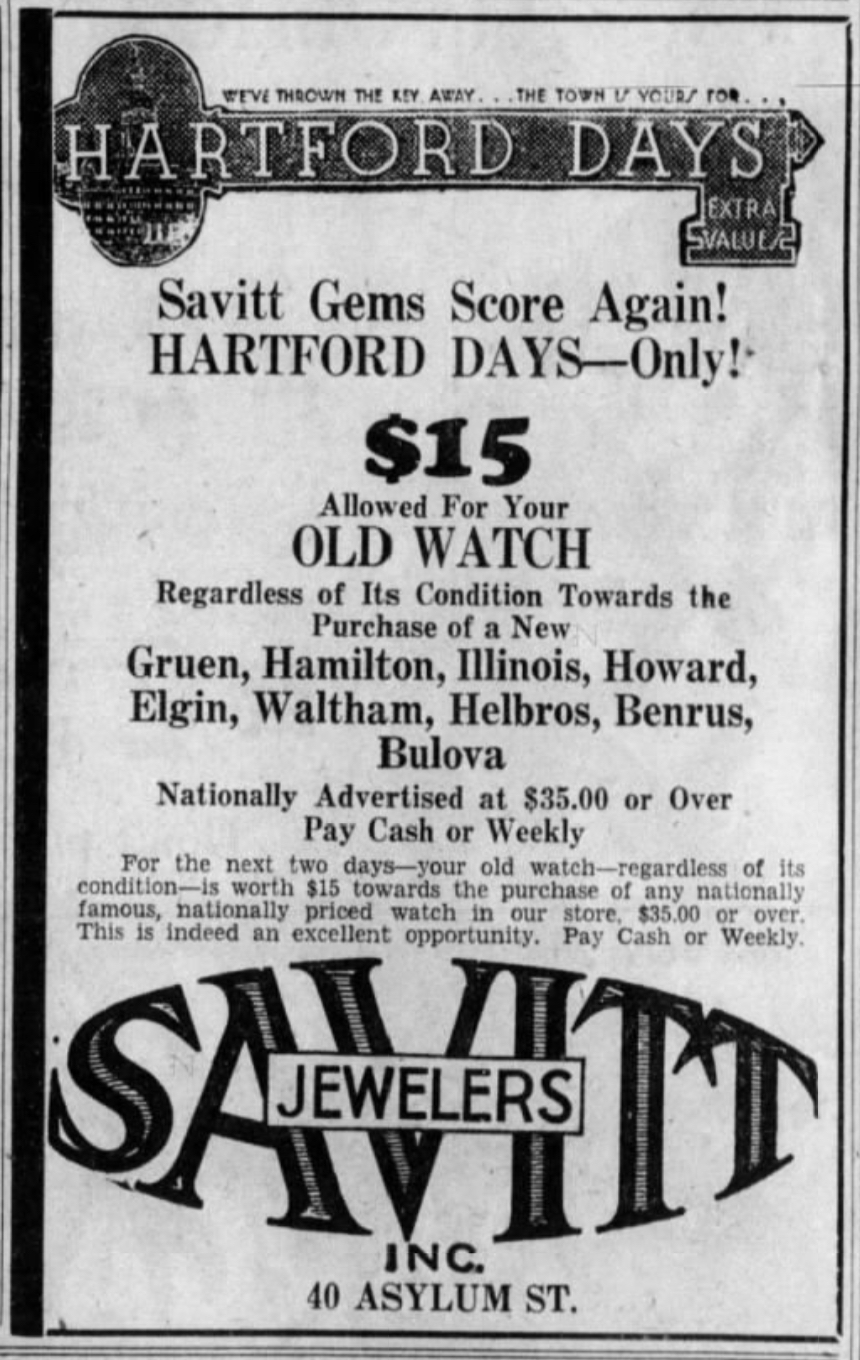 WE'VE THROWN THE KEY AWAY...THE TOWN IS YOURS FOR...
HARTFORD DAYS
EXTRA
VALUES
Savitt Gems Score Again!
HARTFORD DAYS—Only!
$15
Allowed For Your
OLD WATCH
Regardless of Its Condition Towards the
Purchase of a New
Gruen, Hamilton, Illinois, Howard,
Elgin, Waltham, Helbros, Benrus,
Bulova
Nationally Advertised at $35.00 or Over
Pay Cash or Weekly
For the next two days—your old watch—regardless of its
condition—is worth $15 towards the purchase of any nationally
famous, nationally priced watch in our store, $35.00 or over.
This is indeed an excellent opportunity. Pay Cash or Weekly.
SAVITT
JEWELERS
INC.
40 ASYLUM ST.